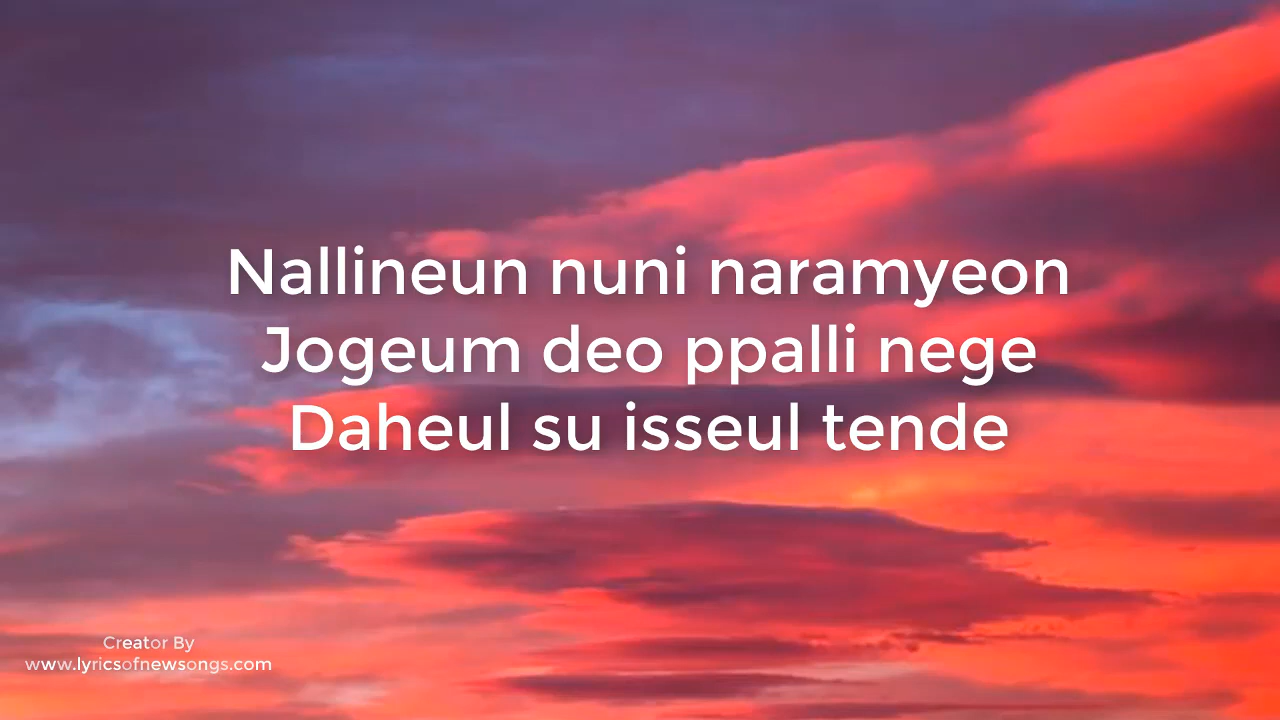 Nallineun nuni naramyeon
Jogeum deo ppalli nege
Daheul su isseul tende
Creator By
www.lyricsofnewsongs.com